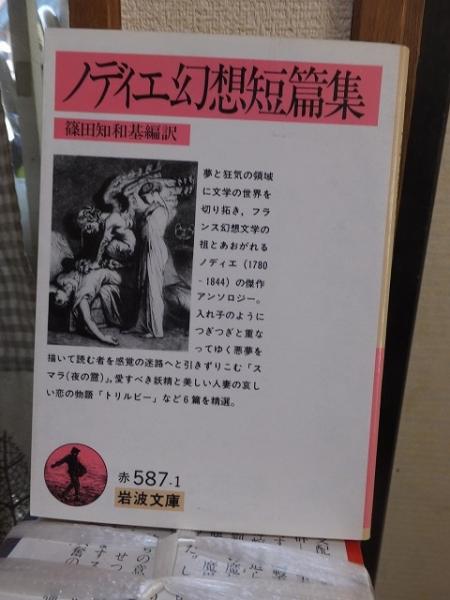 ノディエ幻想短篇集
篠田知和基編訳
夢と狂気の領域
に文学の世界を
切り拓き，フラ
ンス幻想文学の
祖とあおがれる
ノディエ（1780
-1844）の傑作
アンソロジー。
入れ子のように
つぎつぎと重な
ってゆく悪夢を
描いて読む者を感覚の迷路へと引きずりこむ「ス
マラ（夜の霊）」，愛すべき妖精と美しい人妻の哀し
い恋の物語「トリルビー」など6篇を精選。
赤 587-1
岩波文庫